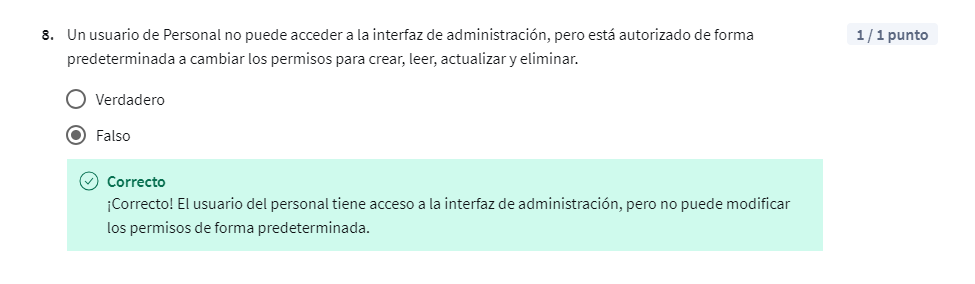 8. Un usuario de Personal no puede acceder a la interfaz de administración, pero está autorizado de forma
predeterminada a cambiar los permisos para crear, leer, actualizar y eliminar.
1 / 1 punto
Verdadero
Falso
Correcto
¡Correcto! El usuario del personal tiene acceso a la interfaz de administración, pero no puede modificar
los permisos de forma predeterminada.